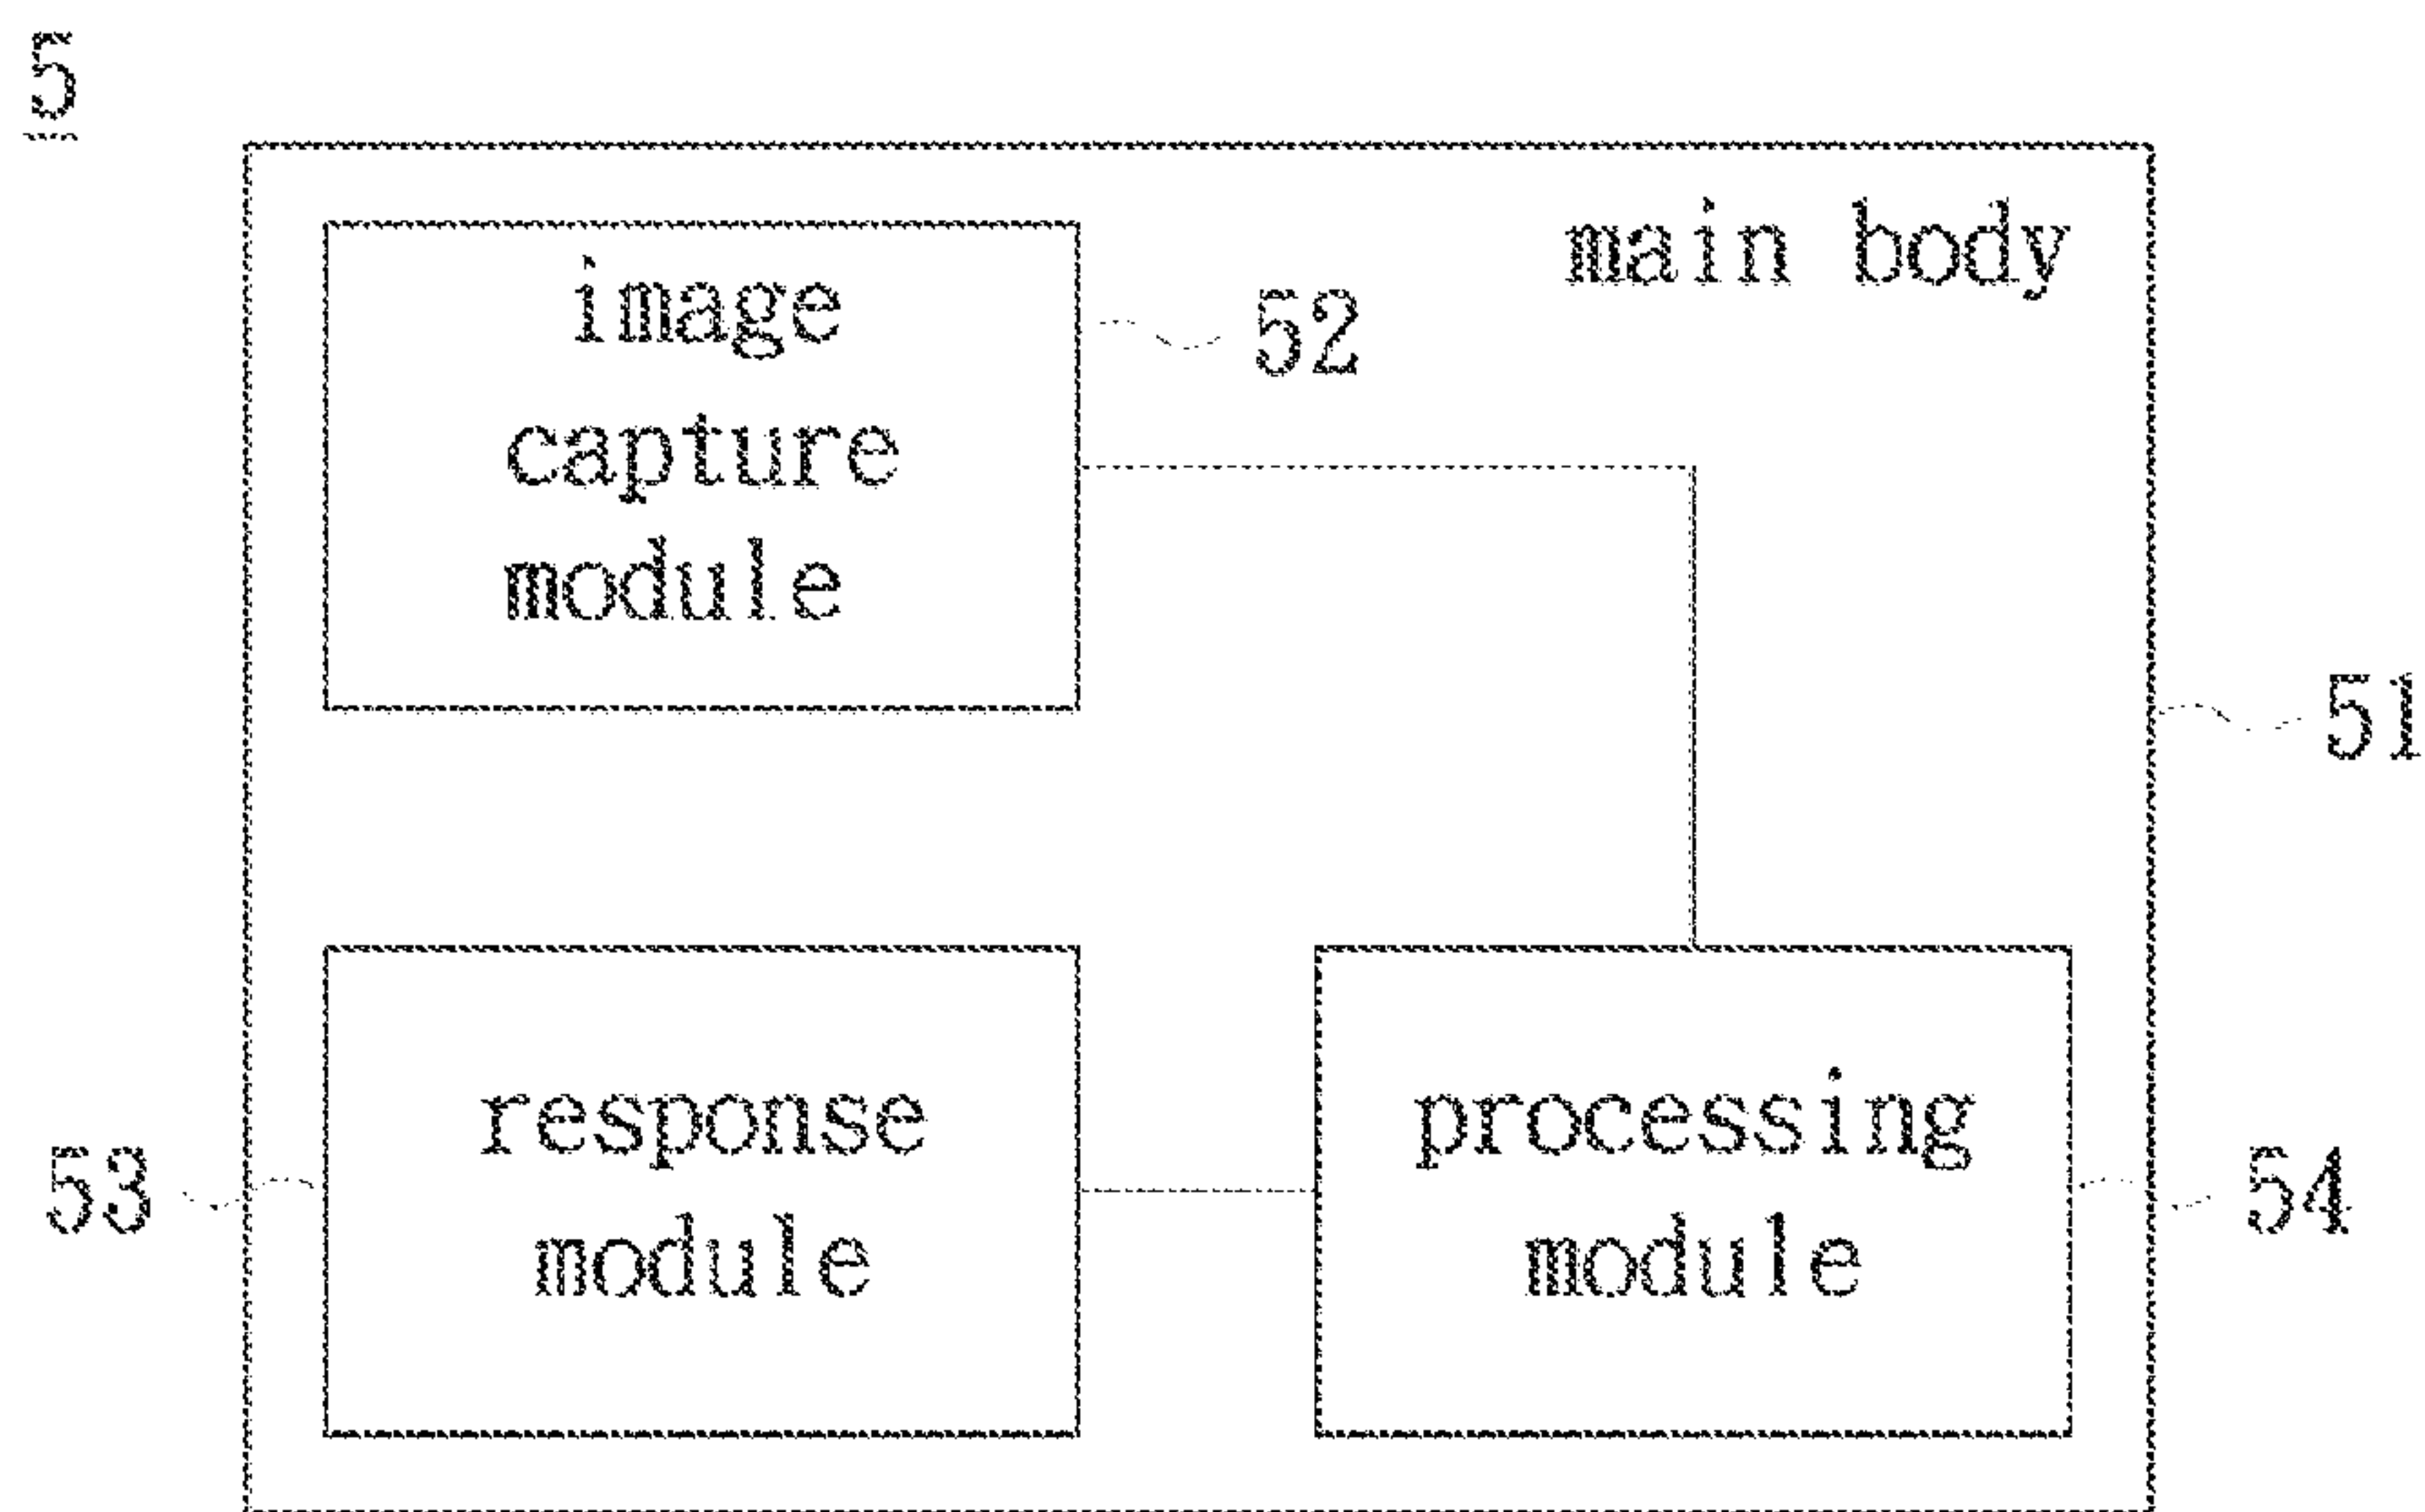 5
main body
image
capture
module
52
51
response
module
53
processing
module
54